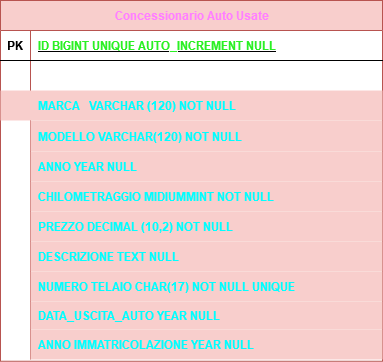 Concessionario Auto Usate
PK ID BIGINT UNIQUE AUTO_INCREMENT NULL
MARCA VARCHAR (120) NOT NULL
MODELLO VARCHAR(120) NOT NULL
ANNO YEAR NULL
CHILOMETRAGGIO MIDIUMMINT NOT NULL
PREZZO DECIMAL (10,2) NOT NULL
DESCRIZIONE TEXT NULL
NUMERO TELAIO CHAR(17) NOT NULL UNIQUE
DATA_USCITA_AUTO YEAR NULL
ANNO IMMATRICOLAZIONE YEAR NULL